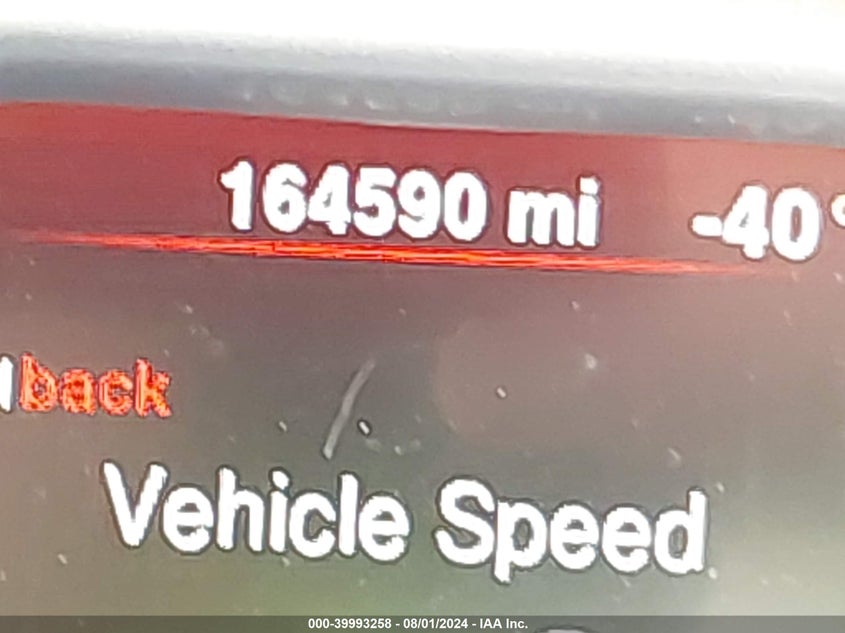 164590 mi -40 °
back
Vehicle Speed
000-39993258 - 08/01/2024 - IAA Inc.